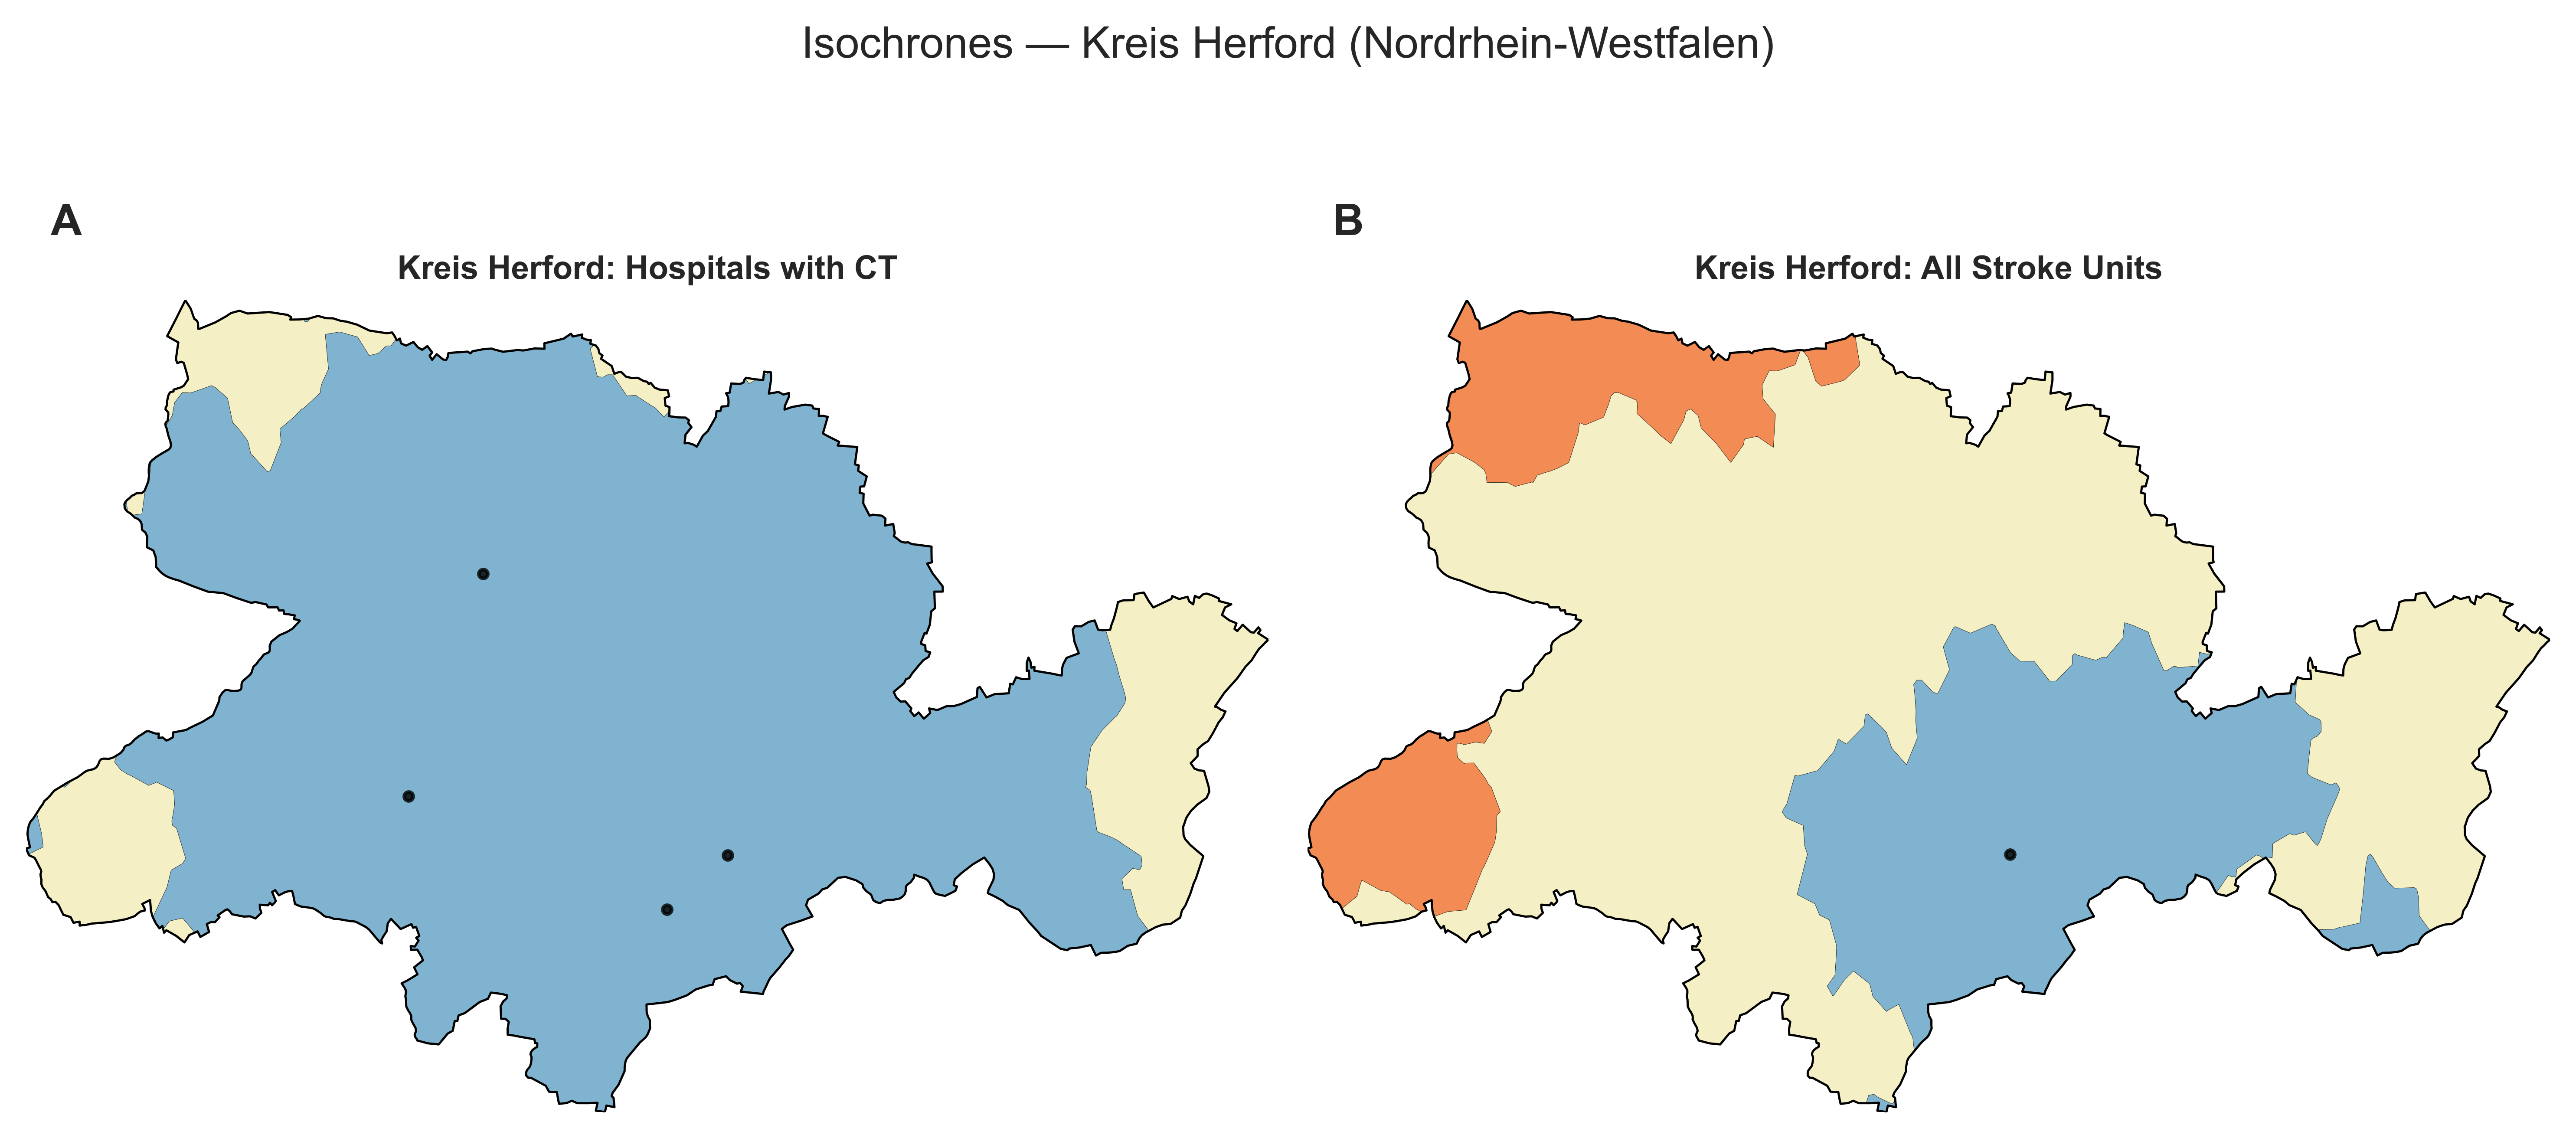 Isochrones — Kreis Herford (Nordrhein-Westfalen)
A
Kreis Herford: Hospitals with CT
B
Kreis Herford: All Stroke Units